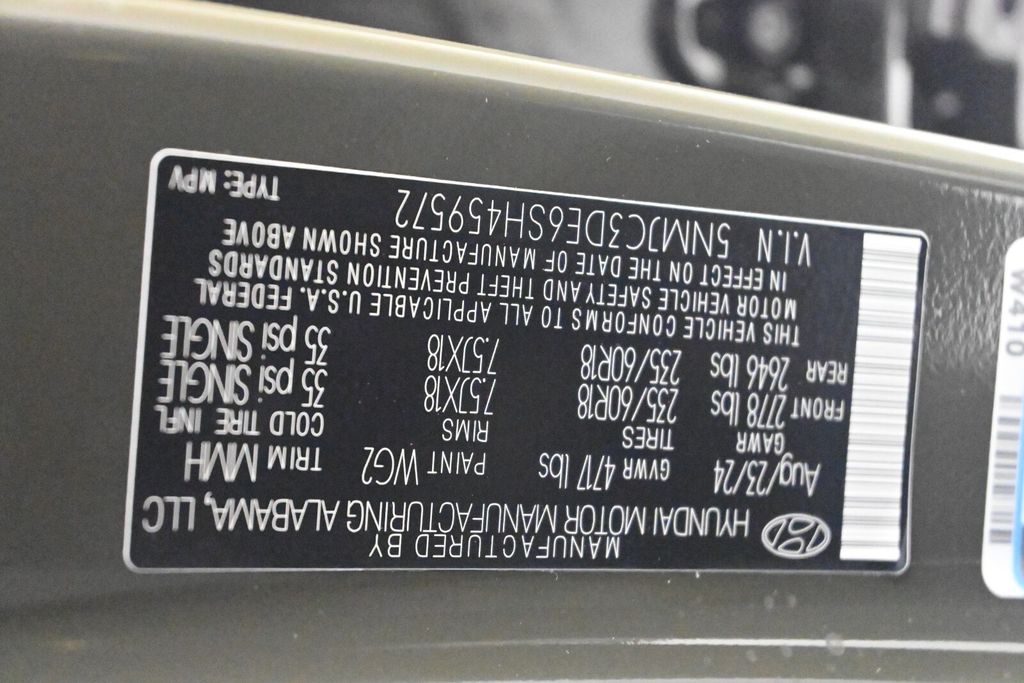 MANUFACTURED BY
HYUNDAI MOTOR MANUFACTURING ALABAMA, LLC
Aug/23/24 GVWR 4717 lbs PAINT WG2 TRIM MMH
GAWR TIRES RIMS COLD TIRE INFL
FRONT 2778 lbs 235/60R18 7.5JX18 35 psi SINGLE
REAR 2646 lbs 235/60R18 7.5JX18 35 psi SINGLE
THIS VEHICLE CONFORMS TO ALL APPLICABLE U.S.A. FEDERAL
MOTOR VEHICLE SAFETY AND THEFT PREVENTION STANDARDS
IN EFFECT ON THE DATE OF MANUFACTURE SHOWN ABOVE
V.I.N 5NMJC3DE6SH459572 TYPE: MPV
W410